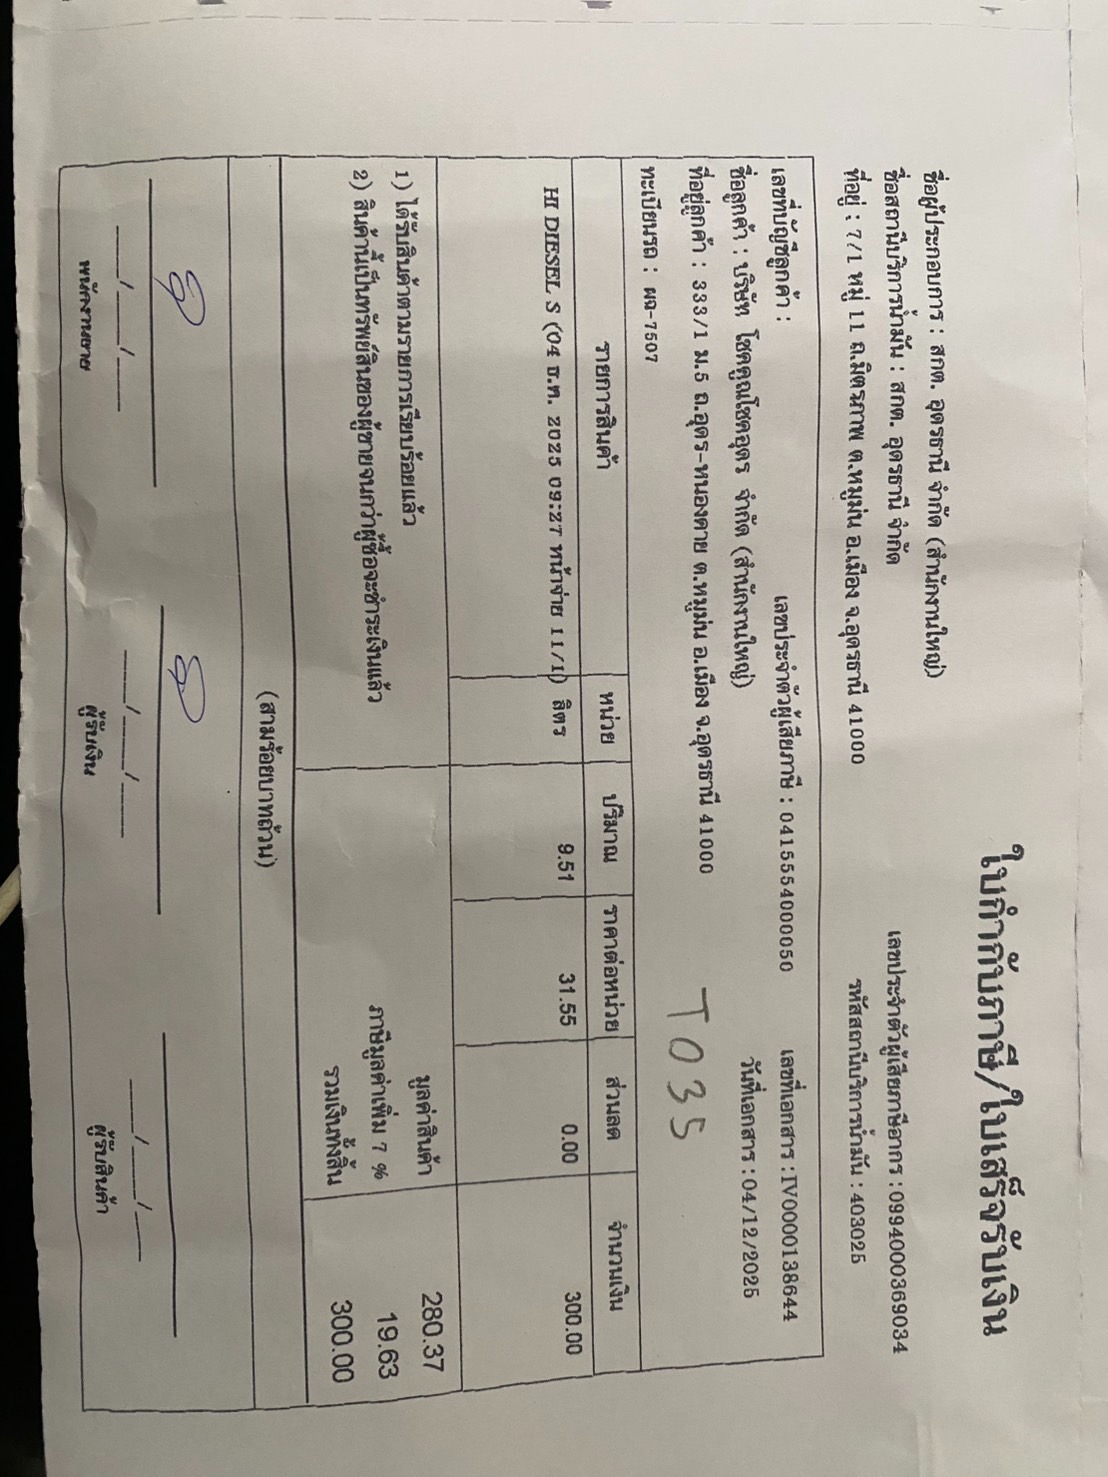 ใบกำกับภาษี/ใบเสร็จรับเงิน
ชื่อผู้ประกอบการ : สกต. อุดรธานี จำกัด (สำนักงานใหญ่) เลขประจำตัวผู้เสียภาษีอากร : 0994000369034
ชื่อสถานีบริการน้ำมัน : สกต. อุดรธานี จำกัด รหัสสถานีบริการน้ำมัน : 403025
ที่อยู่ : 7/1 หมู่ 11 ถ.มิตรภาพ ต.หมูม่น อ.เมือง จ.อุดรธานี 41000
เลขที่บัญชีลูกค้า : เลขประจำตัวผู้เสียภาษี : 0415554000050 เลขที่เอกสาร : IV0000138644
ชื่อลูกค้า : บริษัท โชคคูณโชคอุดร จำกัด (สำนักงานใหญ่) วันที่เอกสาร : 04/12/2025
ที่อยู่ลูกค้า : 333/1 ม.5 ถ.อุดร-หนองคาย ต.หมูม่น อ.เมือง จ.อุดรธานี 41000
ทะเบียนรถ : ผฉ-7507 T035
รายการสินค้า หน่วย ปริมาณ ราคาต่อหน่วย ส่วนลด จำนวนเงิน
HI DIESEL S (04 ธ.ค. 2025 09:27 หน้าจ่าย 11/1) ลิตร 9.51 31.55 0.00 300.00
1) ได้รับสินค้าตามรายการเรียบร้อยแล้ว มูลค่าสินค้า 280.37
2) สินค้านี้เป็นทรัพย์สินของผู้ขายจนกว่าผู้ซื้อจะชำระเงินแล้ว ภาษีมูลค่าเพิ่ม 7 % 19.63
รวมเงินทั้งสิ้น 300.00
(สามร้อยบาทถ้วน)
___/___/___ ___/___/___ ___/___/___
พนักงานขาย ผู้รับเงิน ผู้รับสินค้า